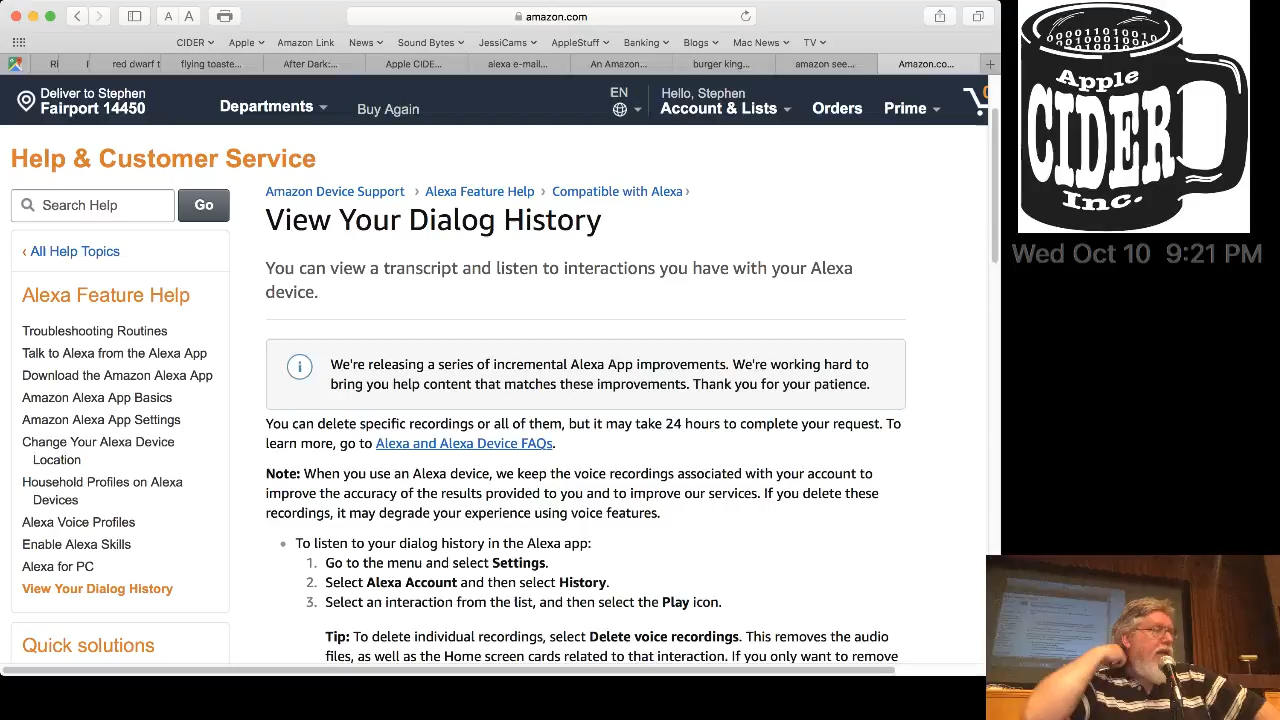 amazon.com
CIDER Apple Amazon Link News Sound Bytes JessiCams AppleStuff Banking Blogs Mac News TV
red dwarf t flying toaste... After Dark:... Apple CIDE... alexa e-mail... An Amazon... burger king... amazon see... Amazon.co...
Deliver to Stephen
Fairport 14450
Departments
Buy Again
EN
Hello, Stephen
Account & Lists
Orders
Prime
Help & Customer Service
Search Help
Go
‹ All Help Topics
Alexa Feature Help
Troubleshooting Routines
Talk to Alexa from the Alexa App
Download the Amazon Alexa App
Amazon Alexa App Basics
Amazon Alexa App Settings
Change Your Alexa Device
Location
Household Profiles on Alexa
Devices
Alexa Voice Profiles
Enable Alexa Skills
Alexa for PC
View Your Dialog History
Quick solutions
Amazon Device Support › Alexa Feature Help › Compatible with Alexa ›
View Your Dialog History
You can view a transcript and listen to interactions you have with your Alexa
device.
We're releasing a series of incremental Alexa App improvements. We're working hard to
bring you help content that matches these improvements. Thank you for your patience.
You can delete specific recordings or all of them, but it may take 24 hours to complete your request. To
learn more, go to Alexa and Alexa Device FAQs.
Note: When you use an Alexa device, we keep the voice recordings associated with your account to
improve the accuracy of the results provided to you and to improve our services. If you delete these
recordings, it may degrade your experience using voice features.
• To listen to your dialog history in the Alexa app:
1. Go to the menu and select Settings.
2. Select Alexa Account and then select History.
3. Select an interaction from the list, and then select the Play icon.
Tip: To delete individual recordings, select Delete voice recordings. This removes the audio
files, as well as the Home screen cards related to that interaction. If you only want to remove
Apple
CIDER
Inc.
Wed Oct 10 9:21 PM